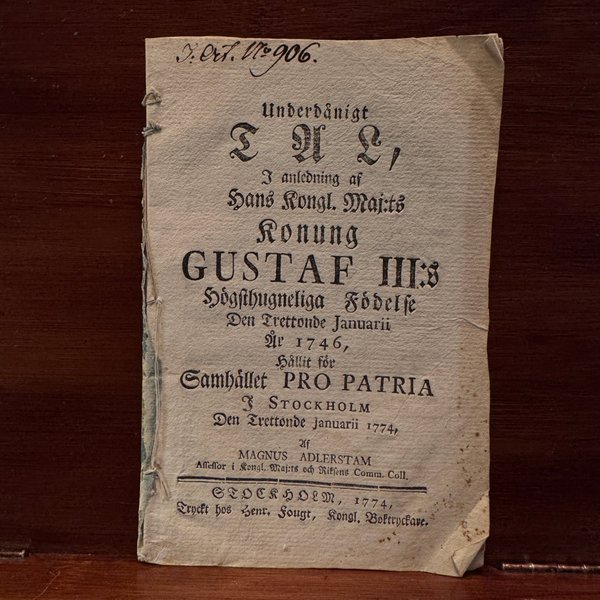 J. Art. No 906.
Underdånigt
TAL,
I anledning af
Hans Kongl. Maj:ts
Konung
GUSTAF III:s
Högsthugneliga Födelse
Den Trettonde Januarii
År 1746,
Hållit för
Samhället PRO PATRIA
I STOCKHOLM
Den Trettonde Januarii 1774,
Af
MAGNUS ADLERSTAM
Assessor i Kongl. Maj:ts och Riksens Comm. Coll.
STOCKHOLM, 1774,
Tryckt hos Henr. Fougt, Kongl. Boktryckare.